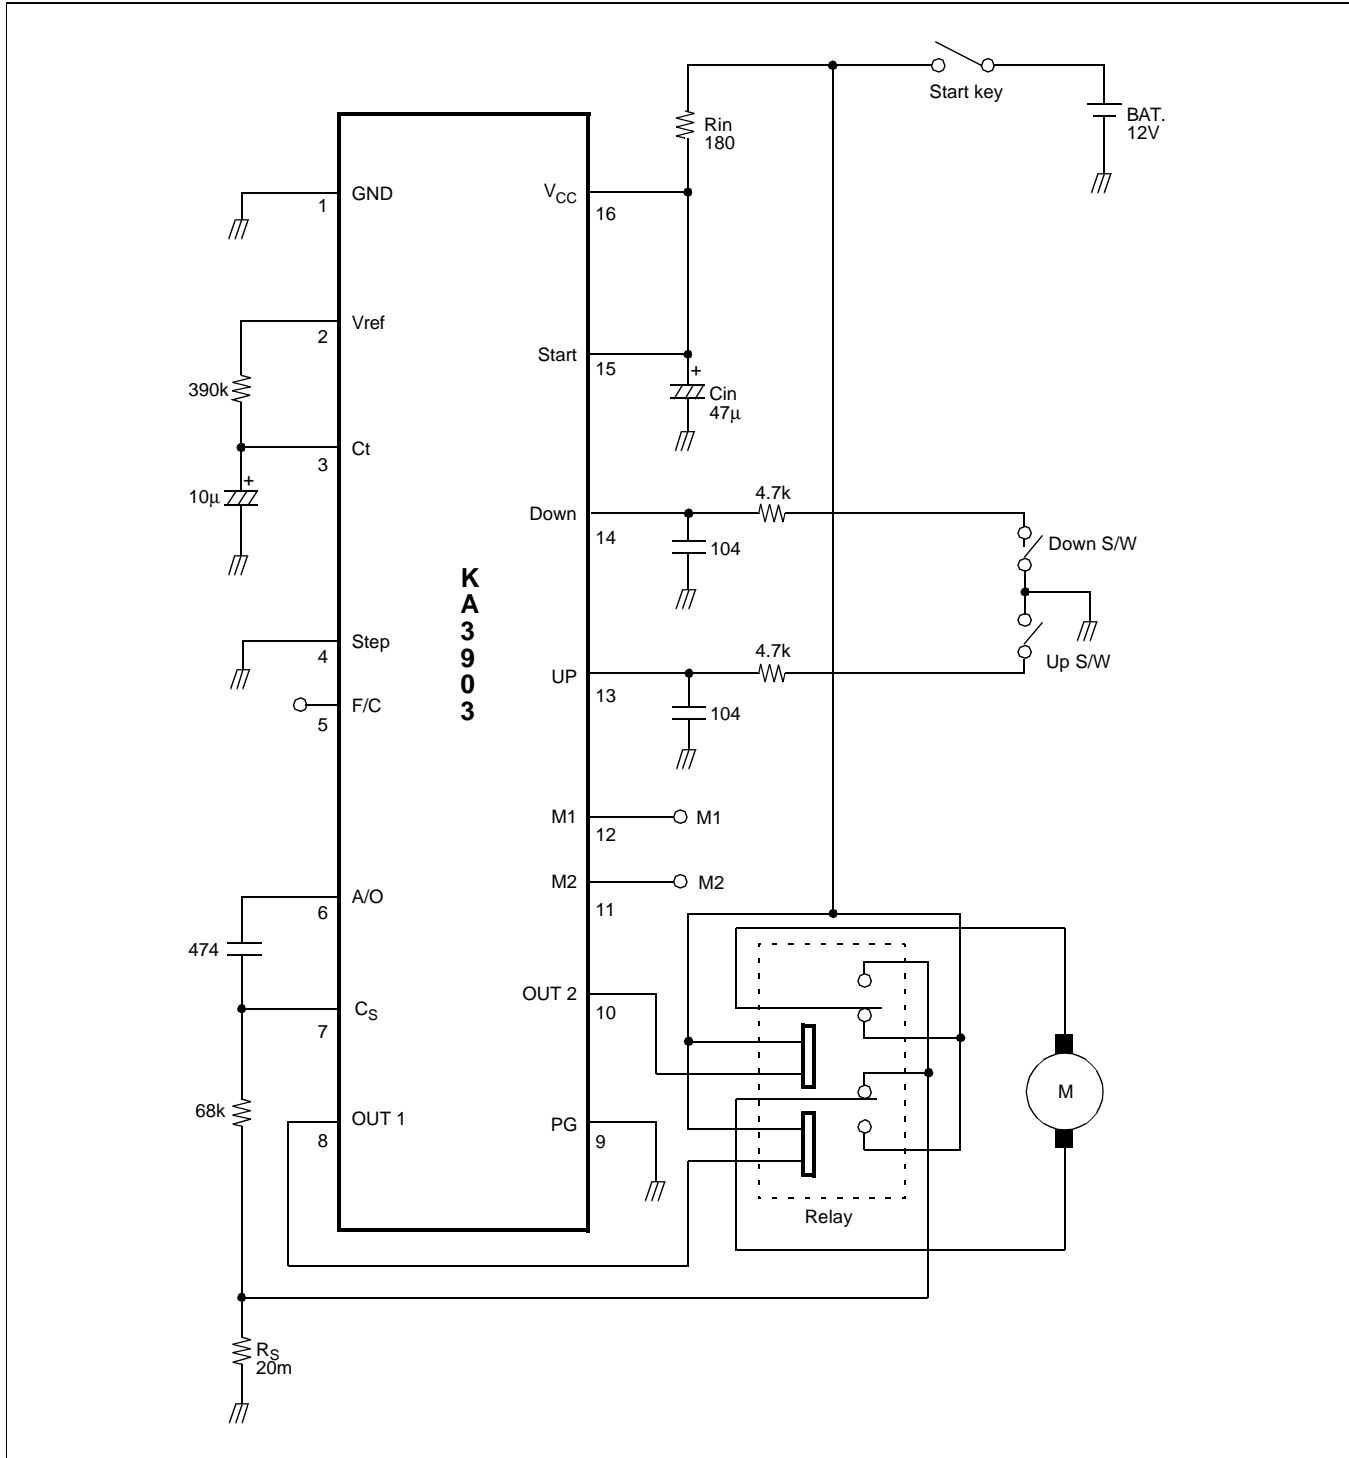 Start key
BAT.
12V
Rin
180
GND
1
V_CC
16
Vref
2
Start
15
390k
Cin
47μ
Ct
3
10μ
Down
14
4.7k
104
Down S/W
K
A
3
9
0
3
Step
4
4.7k
Up S/W
UP
13
F/C
5
104
M1
12
M1
M2
11
M2
A/O
6
474
OUT 2
10
C_S
7
68k
OUT 1
8
PG
9
M
Relay
R_S
20m